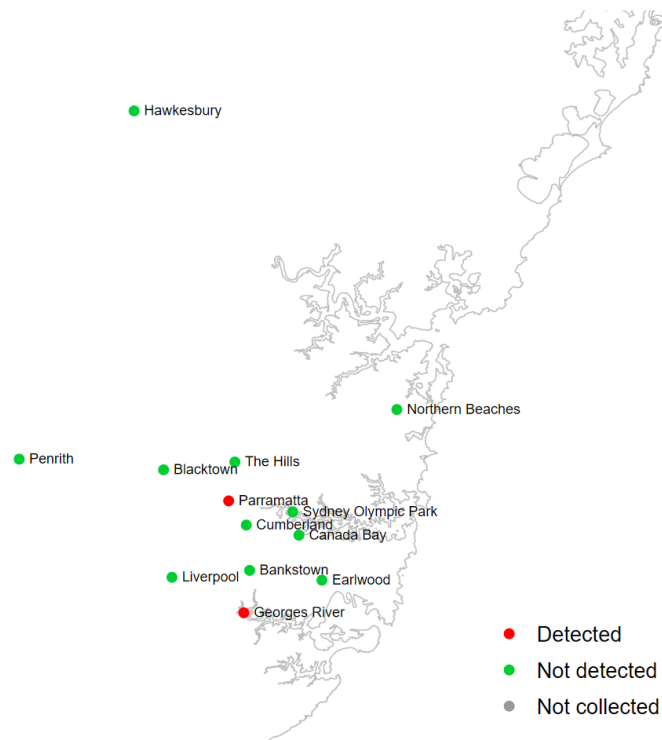 Hawkesbury
Northern Beaches
Penrith
The Hills
Blacktown
Parramatta
Sydney Olympic Park
Cumberland
Canada Bay
Bankstown
Liverpool
Earlwood
Georges River
Detected
Not detected
Not collected